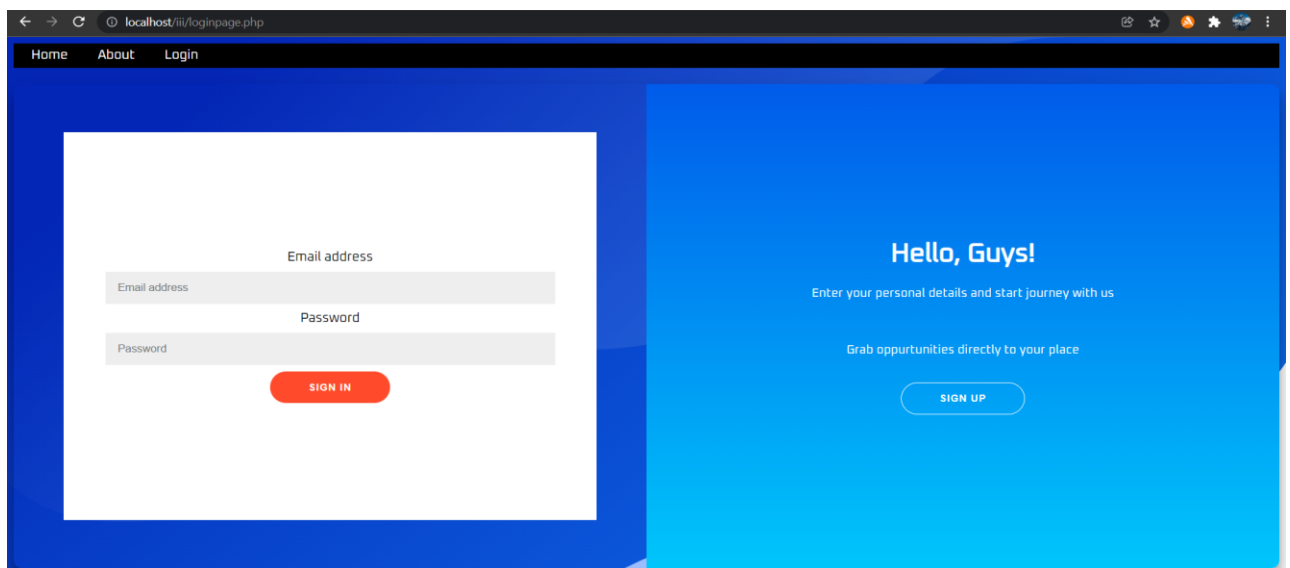 localhost/iii/loginpage.php
Home About Login
Email address
Email address
Password
Password
SIGN IN
Hello, Guys!
Enter your personal details and start journey with us
Grab oppurtunities directly to your place
SIGN UP